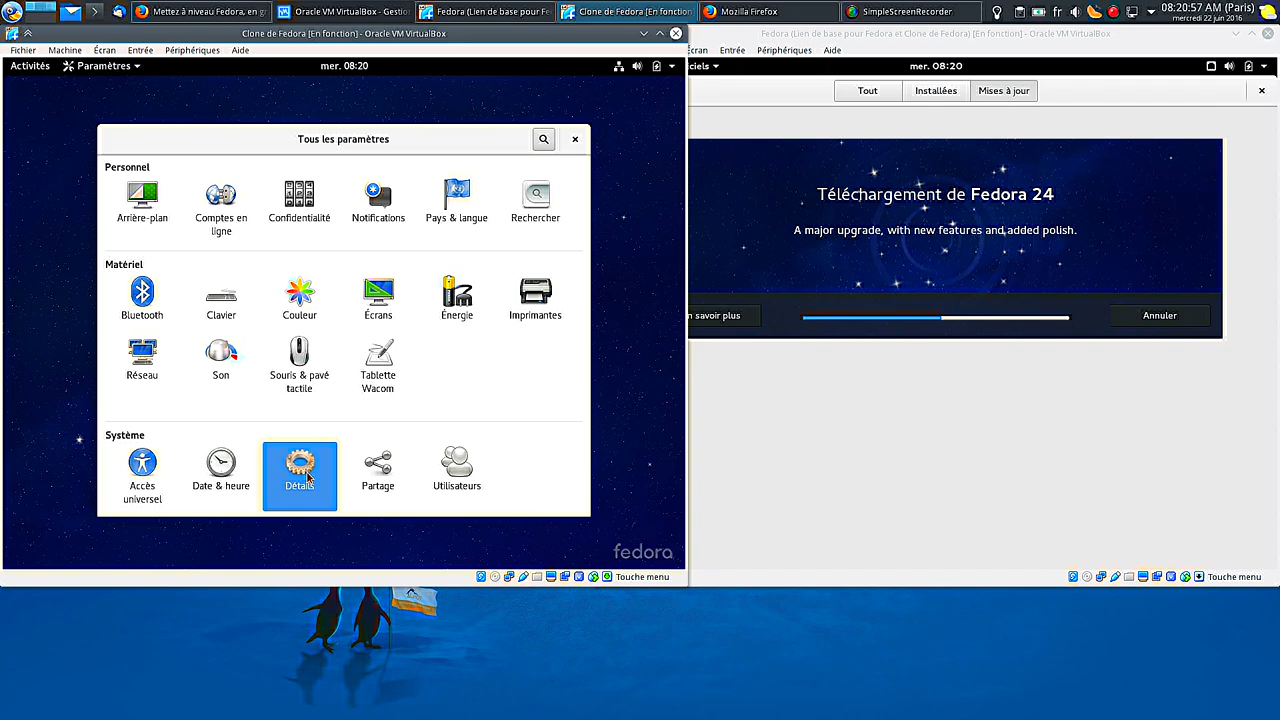 Mettez à niveau Fedora, en g
Oracle VM VirtualBox - Gestio
Fedora (Lien de base pour Fe
Clone de Fedora [En fonction]
Mozilla Firefox
SimpleScreenRecorder
fr
08:20:57 AM (Paris)
mercredi 22 juin 2016
Clone de Fedora [En fonction] - Oracle VM VirtualBox
Fichier Machine Écran Entrée Périphériques Aide
Activités Paramètres mer. 08:20
Tous les paramètres
Personnel
Arrière-plan
Comptes en
ligne
Confidentialité
Notifications
Pays & langue
Rechercher
Matériel
Bluetooth
Clavier
Couleur
Écrans
Énergie
Imprimantes
Réseau
Son
Souris & pavé
tactile
Tablette
Wacom
Système
Accès
universel
Date & heure
Détails
Partage
Utilisateurs
fedora
Touche menu
Fedora (Lien de base pour Fedora et Clone de Fedora) [En fonction] - Oracle VM VirtualBox
Écran Entrée Périphériques Aide
ciels mer. 08:20
Tout Installées Mises à jour
Téléchargement de Fedora 24
A major upgrade, with new features and added polish.
n savoir plus
Annuler
Touche menu